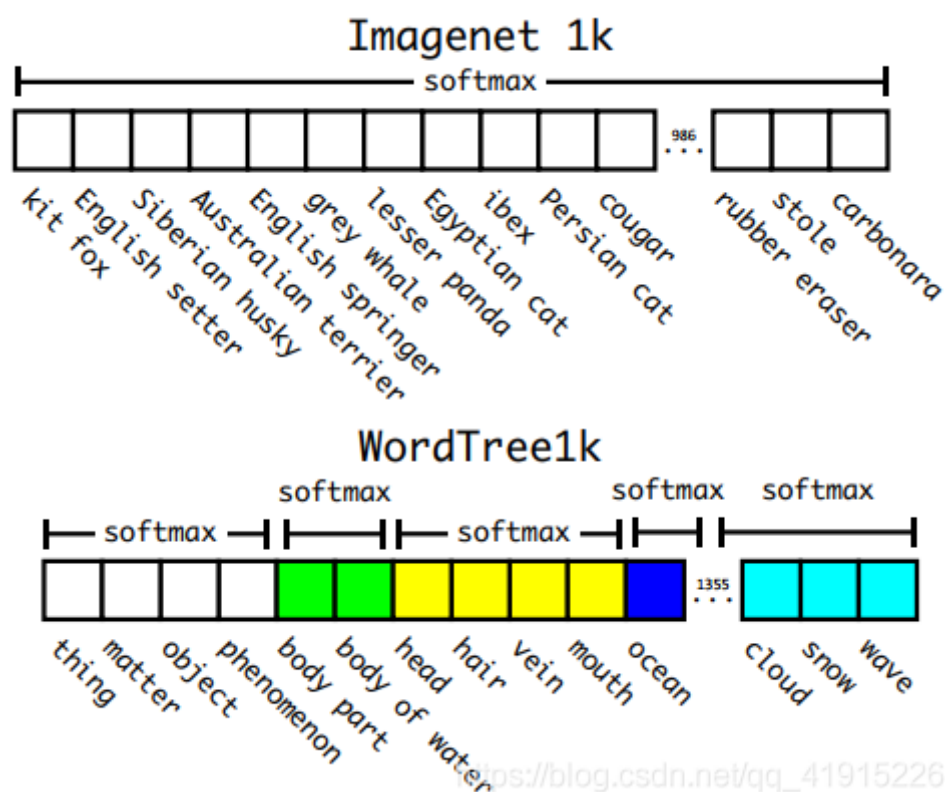 Imagenet 1k
softmax
986
...
kit fox
English setter
Siberian husky
Australian terrier
English springer
grey whale
lesser panda
Egyptian cat
ibex
Persian cat
cougar
rubber eraser
stole
carbonara
WordTree1k
softmax
softmax
softmax
softmax
softmax
1355
...
thing
matter
object
phenomenon
body part
body of water
head
hair
vein
mouth
ocean
cloud
snow
wave
https://blog.csdn.net/qq_41915226